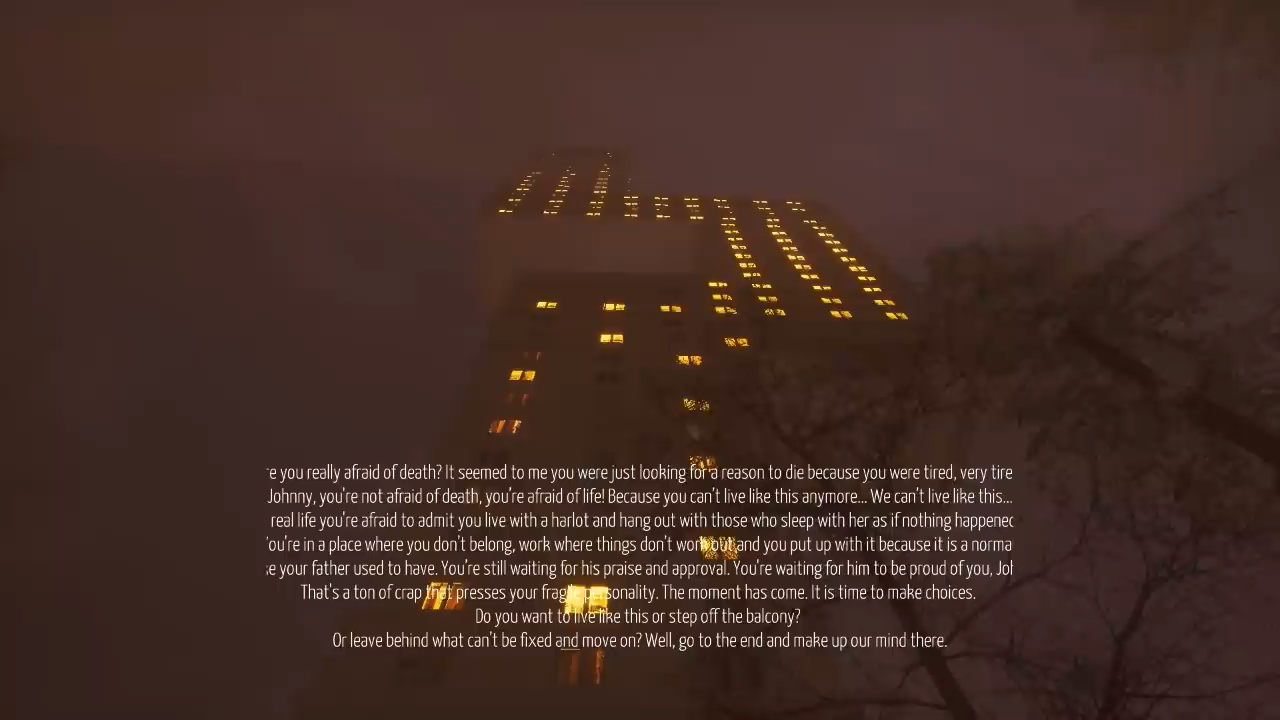 e you really afraid of death? It seemed to me you were just looking for a reason to die because you were tired, very tire
Johnny, you're not afraid of death, you're afraid of life! Because you can't live like this anymore... We can't live like this...
real life you're afraid to admit you live with a harlot and hang out with those who sleep with her as if nothing happened
You're in a place where you don't belong, work where things don't work out and you put up with it because it is a norma
e your father used to have. You're still waiting for his praise and approval. You're waiting for him to be proud of you, Joh
That's a ton of crap that presses your fragile personality. The moment has come. It is time to make choices.
Do you want to live like this or step off the balcony?
Or leave behind what can't be fixed and move on? Well, go to the end and make up our mind there.